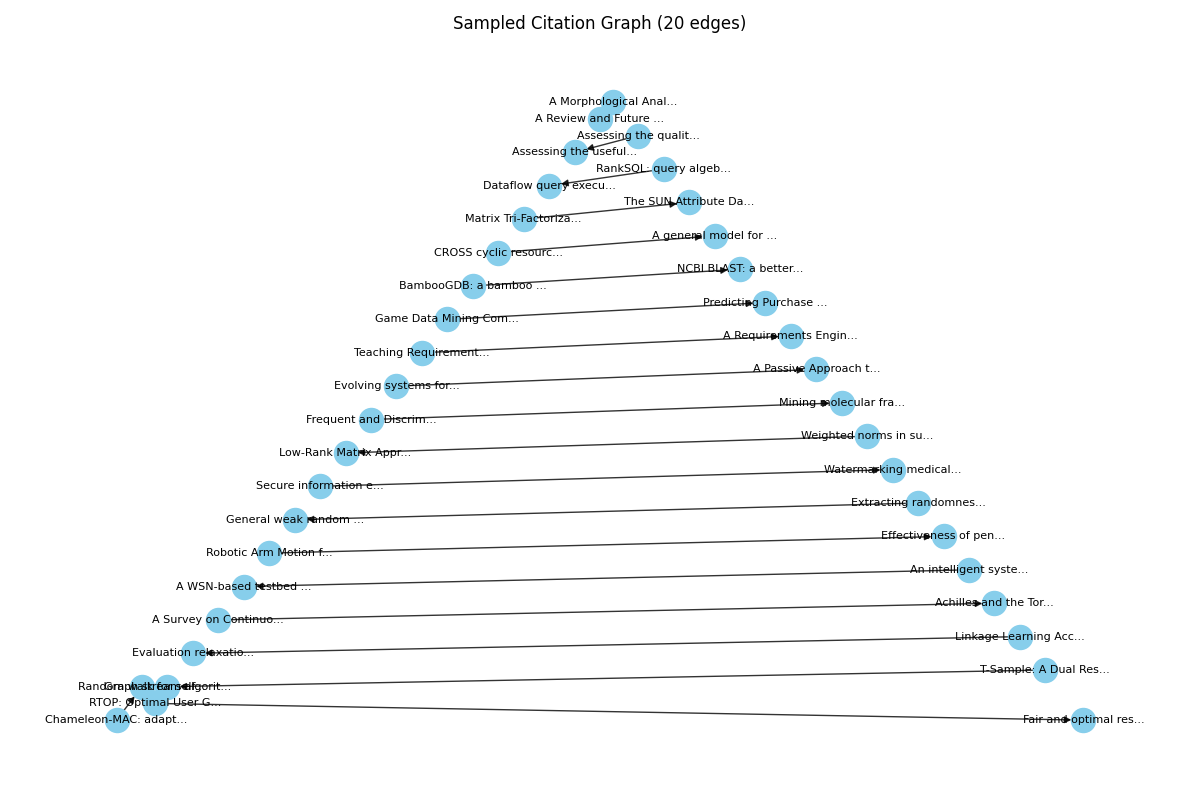 Sampled Citation Graph (20 edges)
A Morphological Anal...
A Review and Future ...
Assessing the qualit...
Assessing the useful...
RankSQL: query algeb...
Dataflow query execu...
The SUN Attribute Da...
Matrix Tri-Factoriza...
A general model for ...
CROSS cyclic resourc...
NCBI BLAST: a better...
BambooGDB: a bamboo ...
Predicting Purchase ...
Game Data Mining Com...
A Requirements Engin...
Teaching Requirement...
A Passive Approach t...
Evolving systems for...
Mining molecular fra...
Frequent and Discrim...
Weighted norms in su...
Low-Rank Matrix Appr...
Watermarking medical...
Secure information e...
Extracting randomnes...
General weak random ...
Effectiveness of pen...
Robotic Arm Motion f...
An intelligent syste...
A WSN-based testbed ...
Achilles and the Tor...
A Survey on Continuo...
Linkage Learning Acc...
Evaluation relaxatio...
T-Sample: A Dual Res...
Random walk for self...
Graph stream algorit...
RTOP: Optimal User G...
Chameleon-MAC: adapt...
Fair and optimal res...